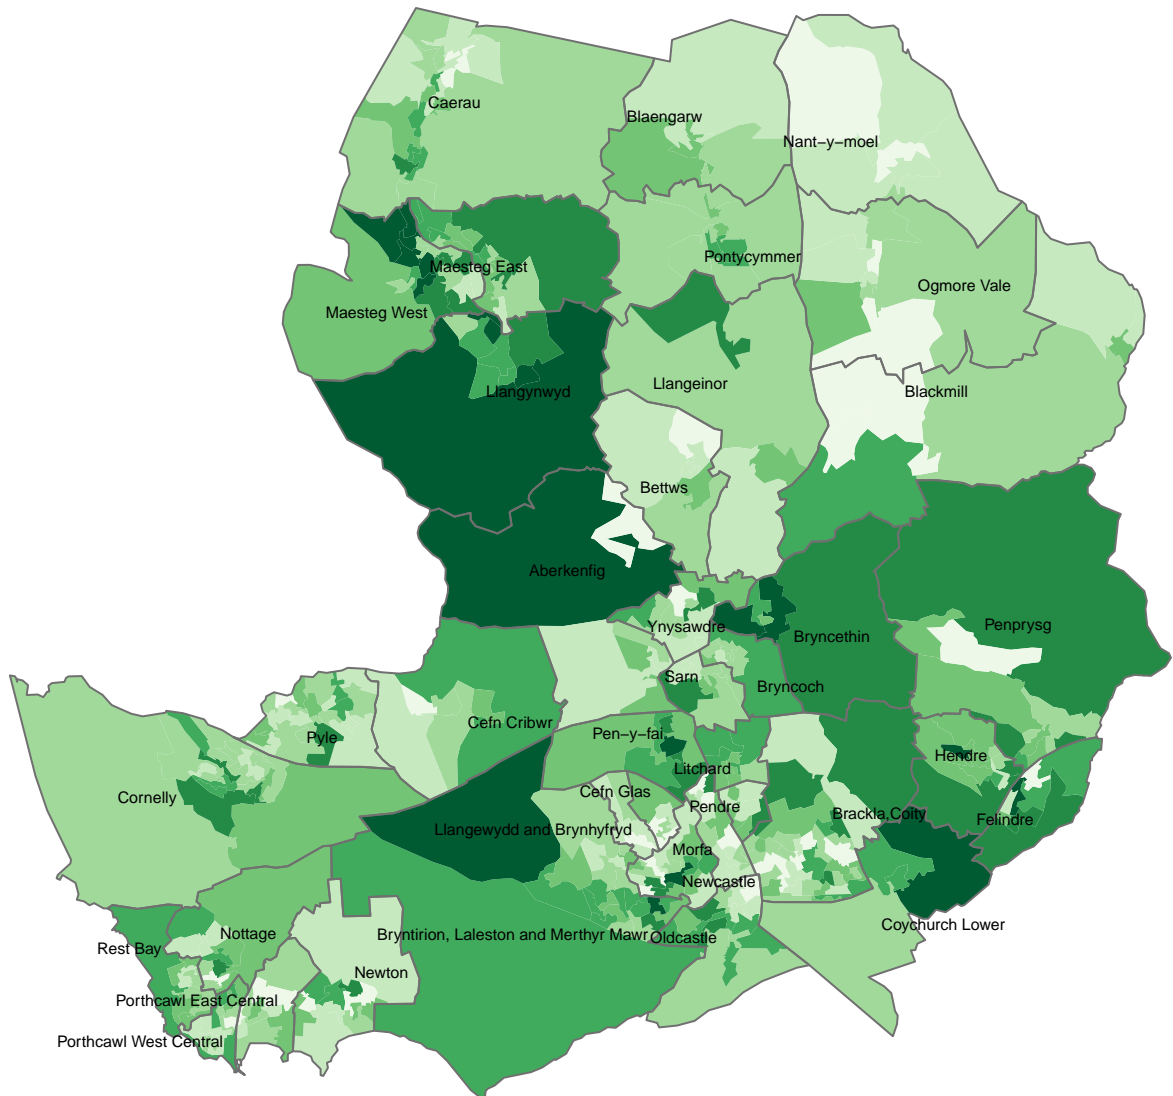 Caerau
Blaengarw
Nant−y−moel
Pontycymmer
Maesteg East
Ogmore Vale
Maesteg West
Llangeinor
Llangynwyd
Blackmill
Bettws
Aberkenfig
Ynysawdre
Penprysg
Bryncethin
Sarn
Bryncoch
Cefn Cribwr
Pen−y−fai
Pyle
Hendre
Litchard
Cefn Glas
Cornelly
Pendre
Brackla,Coity
Felindre
Llangewydd and Brynhyfryd
Morfa
Newcastle
Coychurch Lower
Nottage
Bryntirion, Laleston and Merthyr Mawr
Oldcastle
Rest Bay
Newton
Porthcawl East Central
Porthcawl West Central